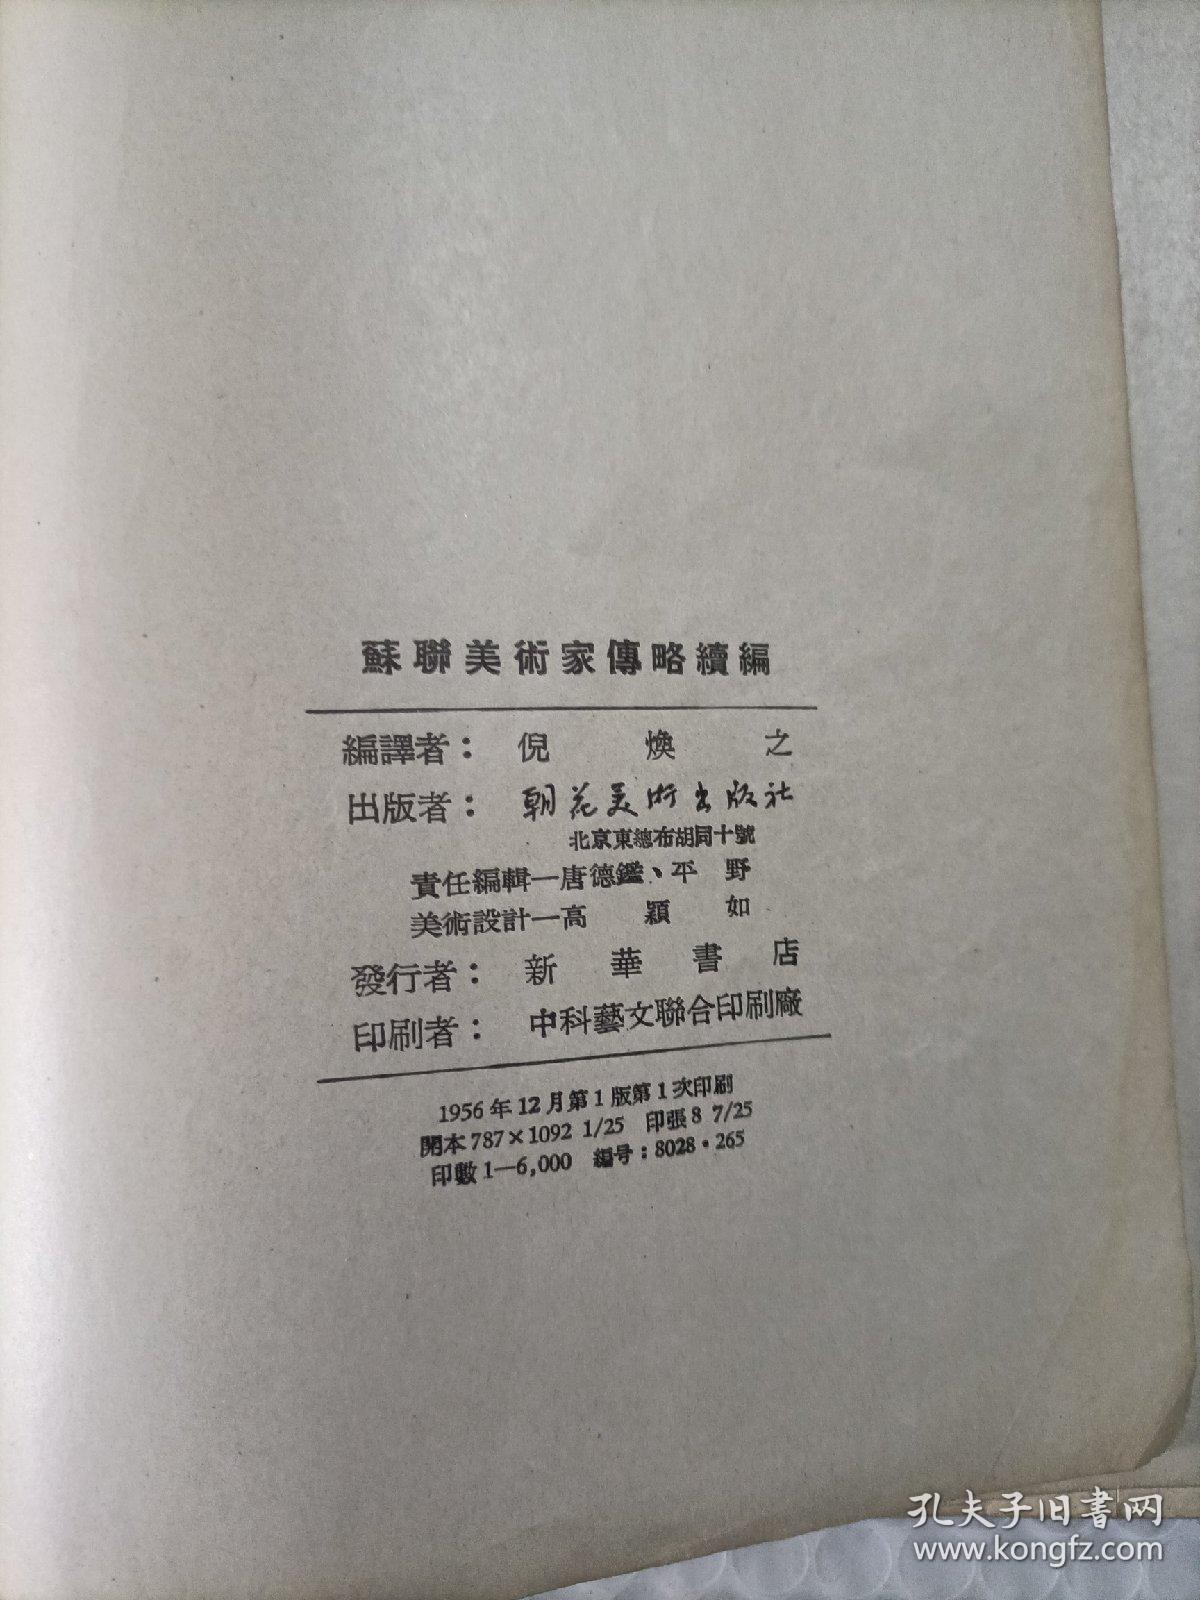 蘇聯美術家傳略續編
編譯者：倪煥之
出版者：朝花美術出版社
北京東總布胡同十號
責任編輯—唐德鑑、平野
美術設計—高穎如
發行者：新華書店
印刷者：中科藝文聯合印刷廠
1956年12月第1版第1次印刷
開本787×1092 1/25 印張8 7/25
印數1—6,000 編号：8028·265
孔夫子旧书网
www.kongfz.com